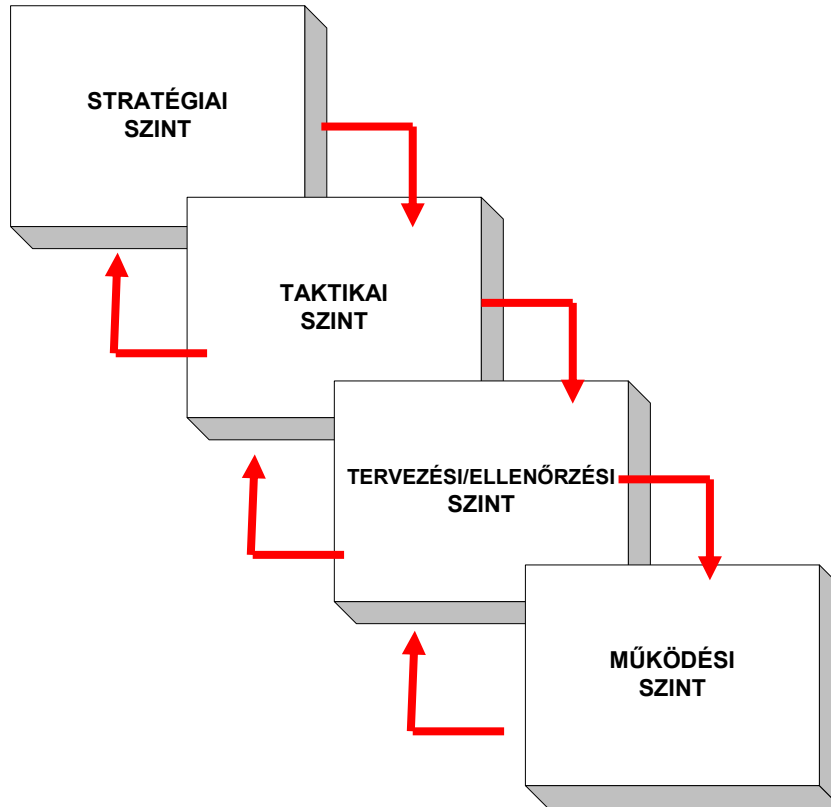 STRATÉGIAI
SZINT
TAKTIKAI
SZINT
TERVEZÉSI/ELLENŐRZÉSI
SZINT
MŰKÖDÉSI
SZINT